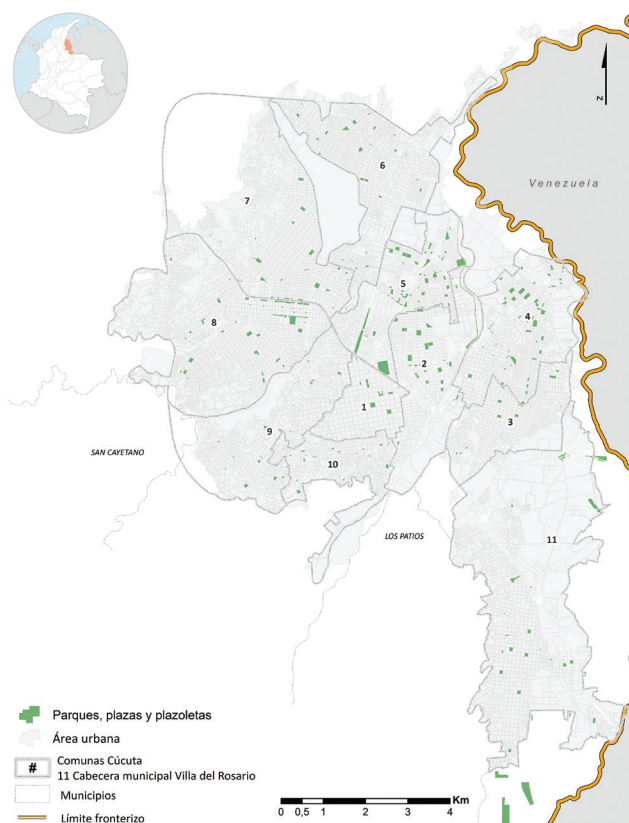 N
Venezuela
6
7
5
4
8
2
1
3
9
10
SAN CAYETANO
LOS PATIOS
11
Parques, plazas y plazoletas
Área urbana
# Comunas Cúcuta
11 Cabecera municipal Villa del Rosario
Municipios
Límite fronterizo
Km
0 0,5 1 2 3 4